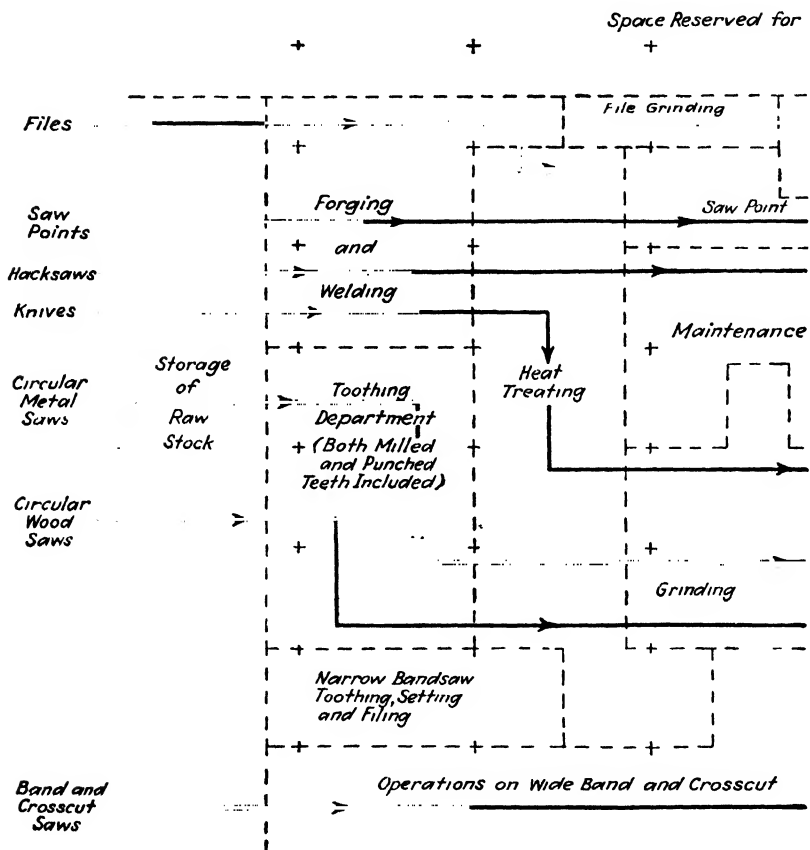 Space Reserved for
File Grinding
Files
Saw
Points
Forging
and
Welding
Saw Point
Hacksaws
Knives
Maintenance
Circular
Metal
Saws
Storage
of
Raw
Stock
Toothing
Department
(Both Milled
and Punched
Teeth Included)
Heat
Treating
Circular
Wood
Saws
Grinding
Narrow Bandsaw
Toothing, Setting
and Filing
Band and
Crosscut
Saws
Operations on Wide Band and Crosscut